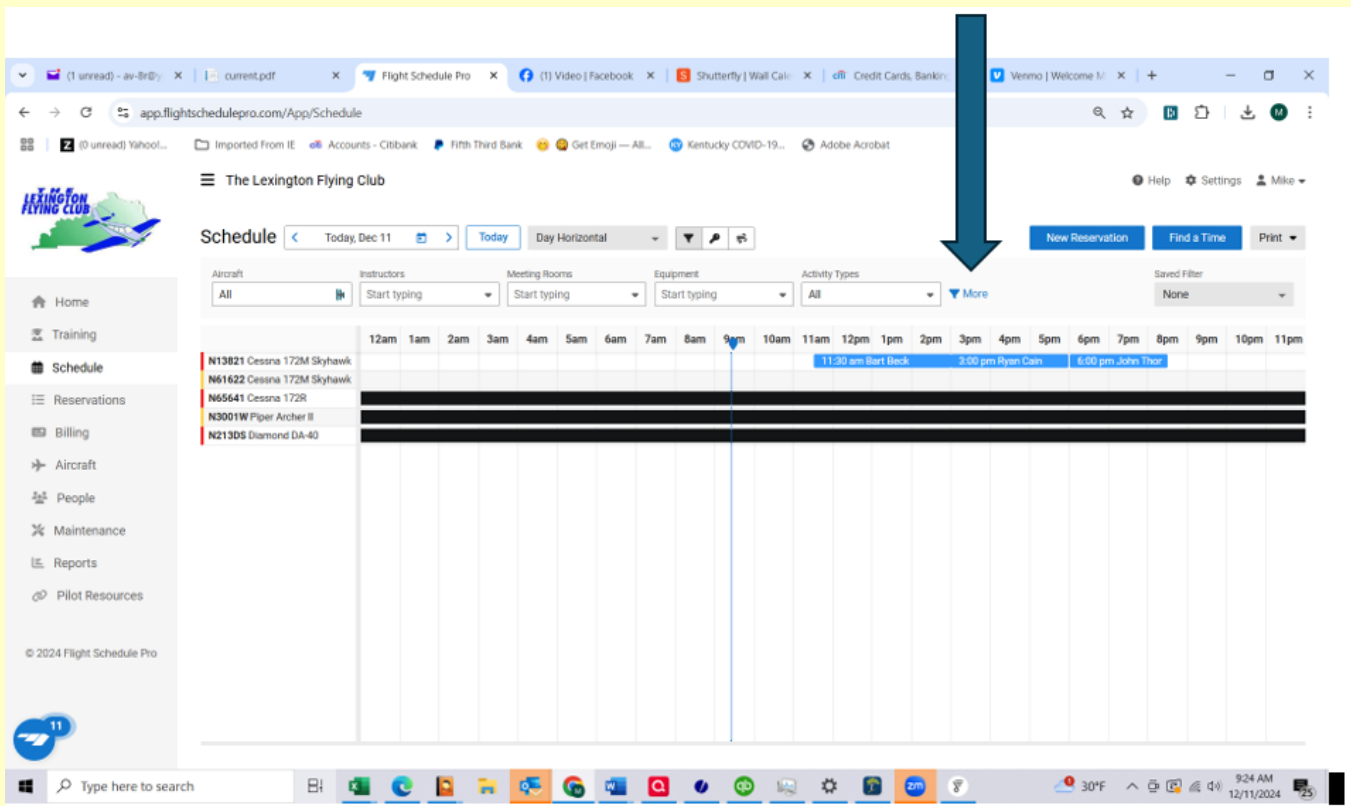 (1 unread) - av-8r@y
current.pdf
Flight Schedule Pro
(1) Video | Facebook
Shutterfly | Wall Cale
Credit Cards, Banking
Venmo | Welcome M
app.flightschedulepro.com/App/Schedule
M
(0 unread) Yahoo!...
Imported From IE
Accounts - Citibank
Fifth Third Bank
Get Emoji — All...
Kentucky COVID-19...
Adobe Acrobat
THE
LEXINGTON
FLYING CLUB
The Lexington Flying Club
Help
Settings
Mike
Schedule
Today, Dec 11
Today
Day Horizontal
New Reservation
Find a Time
Print
Aircraft
Instructors
Meeting Rooms
Equipment
Activity Types
Saved Filter
All
Start typing
Start typing
Start typing
All
More
None
Home
Training
Schedule
Reservations
Billing
Aircraft
People
Maintenance
Reports
Pilot Resources
© 2024 Flight Schedule Pro
11
12am 1am 2am 3am 4am 5am 6am 7am 8am 9am 10am 11am 12pm 1pm 2pm 3pm 4pm 5pm 6pm 7pm 8pm 9pm 10pm 11pm
N13821 Cessna 172M Skyhawk
11:30 am Bart Beck
3:00 pm Ryan Cain
6:00 pm John Thor
N61622 Cessna 172M Skyhawk
N65641 Cessna 172R
N3001W Piper Archer II
N213DS Diamond DA-40
Type here to search
zm
30°F
9:24 AM
12/11/2024
25